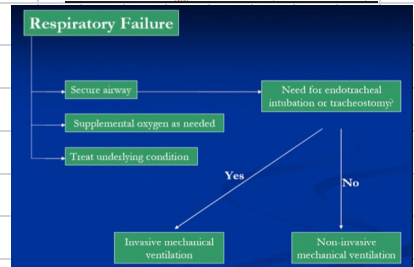 Respiratory Failure
Secure airway
Need for endotracheal
intubation or tracheostomy?
Supplemental oxygen as needed
Treat underlying condition
Yes
No
Invasive mechanical
ventilation
Non-invasive
mechanical ventilation